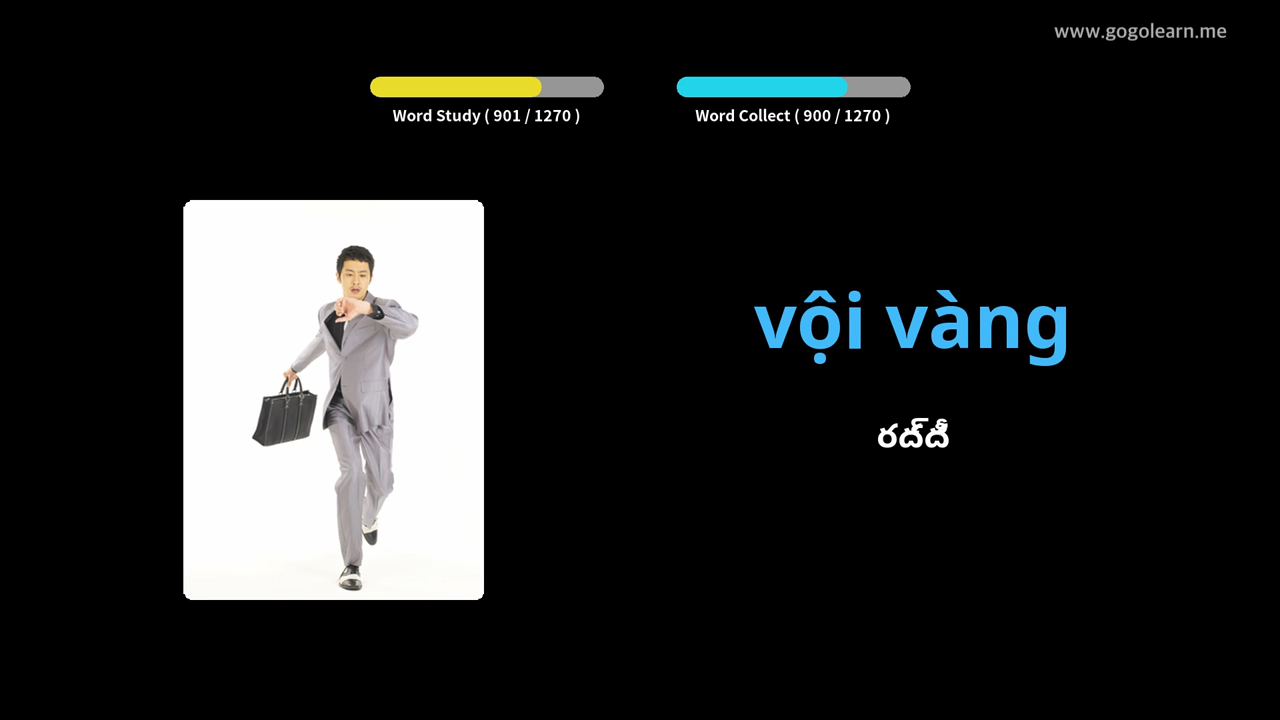 www.gogolearn.me
Word Study ( 901 / 1270 )
Word Collect ( 900 / 1270 )
vội vàng
రద్దీ